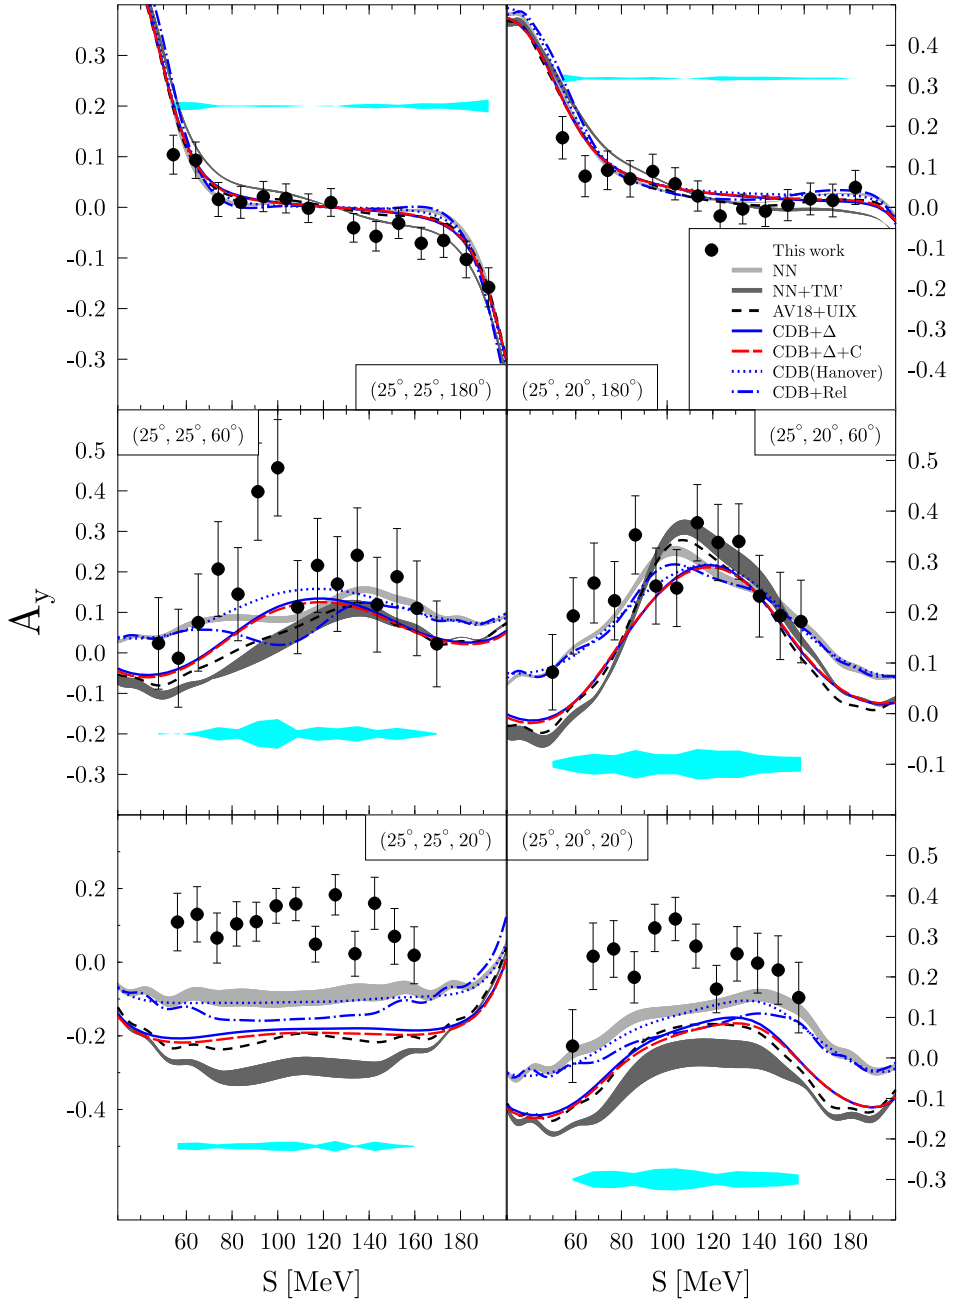 0.3
0.2
0.1
0.0
-0.1
-0.2
-0.3
(25°, 25°, 180°)
0.4
0.3
0.2
0.1
0.0
-0.1
-0.2
-0.3
-0.4
This work
NN
NN+TM'
AV18+UIX
CDB+Δ
CDB+Δ+C
CDB(Hanover)
CDB+Rel
(25°, 20°, 180°)
(25°, 25°, 60°)
0.5
0.4
0.3
0.2
0.1
0.0
-0.1
-0.2
-0.3
(25°, 20°, 60°)
0.5
0.4
0.3
0.2
0.1
0.0
-0.1
A_y
(25°, 25°, 20°)
0.2
0.0
-0.2
-0.4
(25°, 20°, 20°)
0.5
0.4
0.3
0.2
0.1
0.0
-0.1
-0.2
-0.3
60 80 100 120 140 160 180
60 80 100 120 140 160 180
S [MeV]
S [MeV]